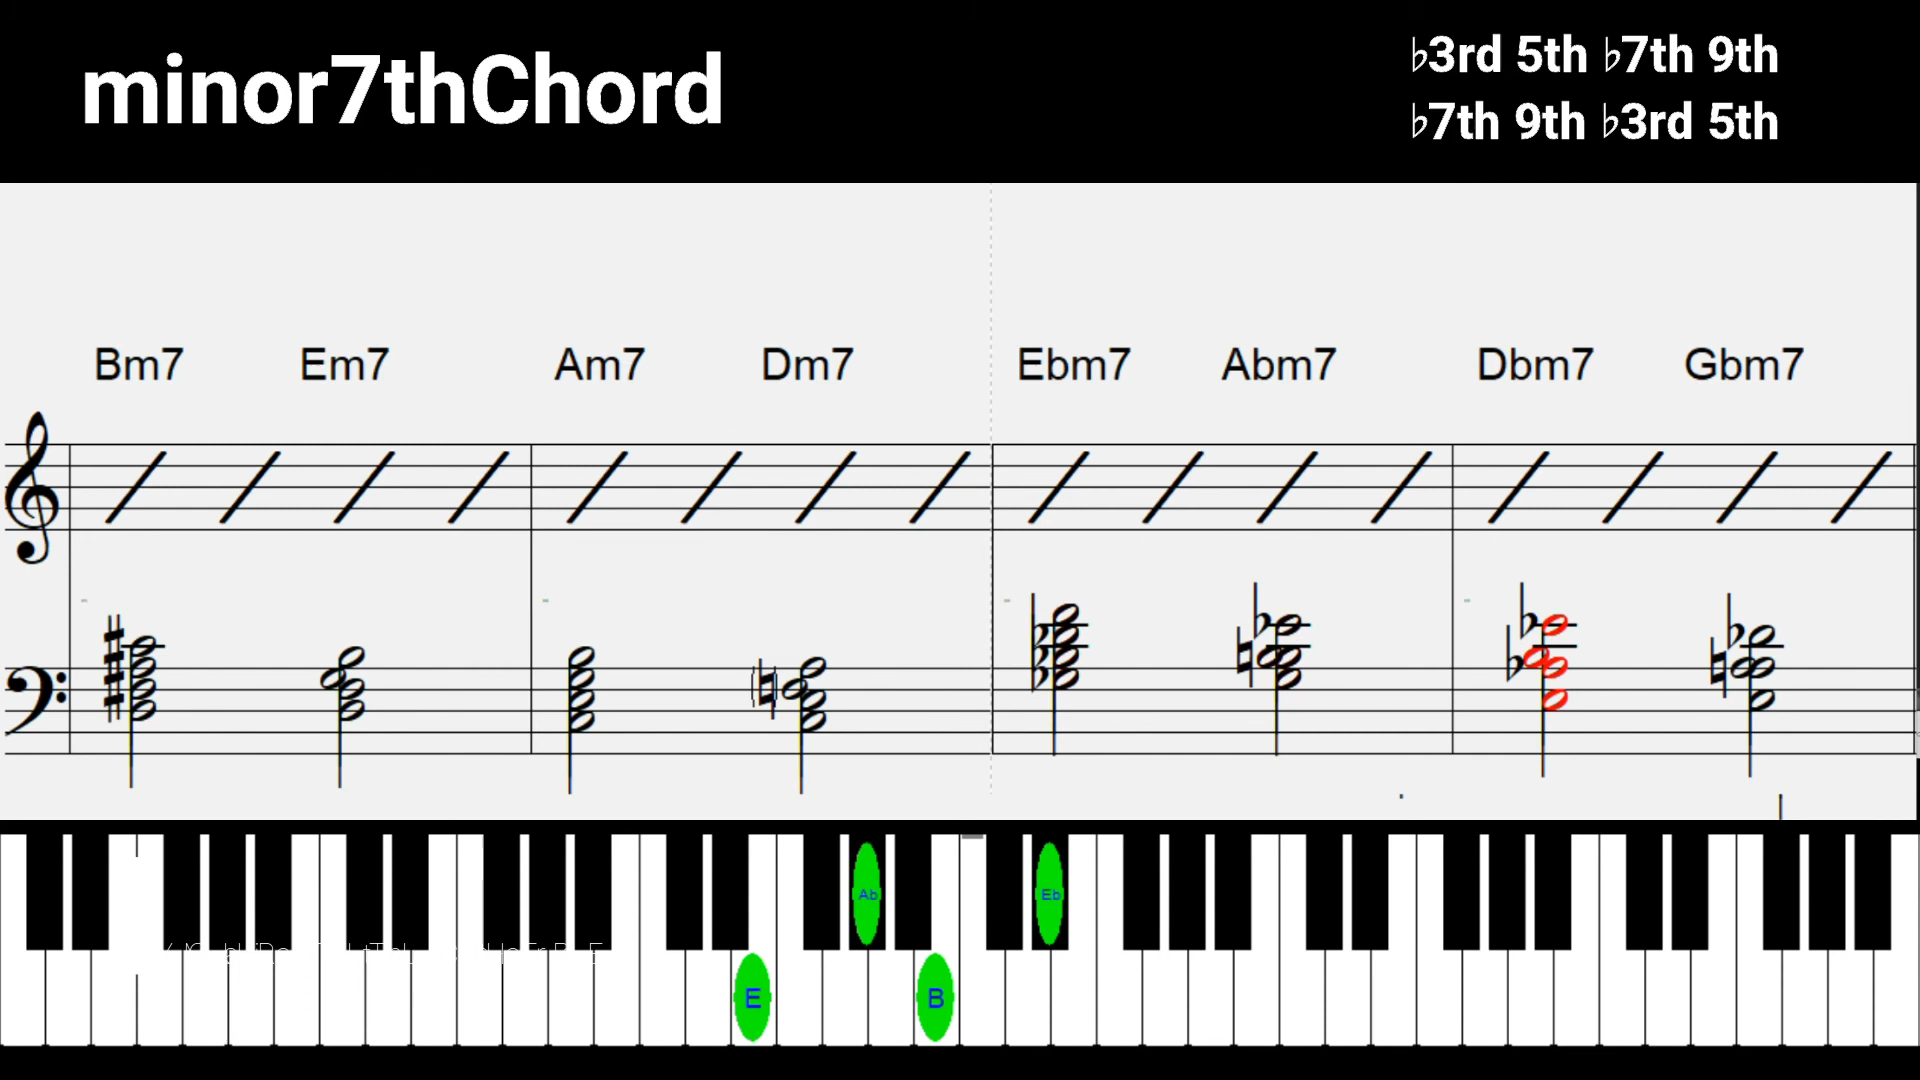 minor7thChord
♭3rd 5th ♭7th 9th
♭7th 9th ♭3rd 5th
Bm7 Em7 Am7 Dm7 Ebm7 Abm7 Dbm7 Gbm7
Ab Eb
E B